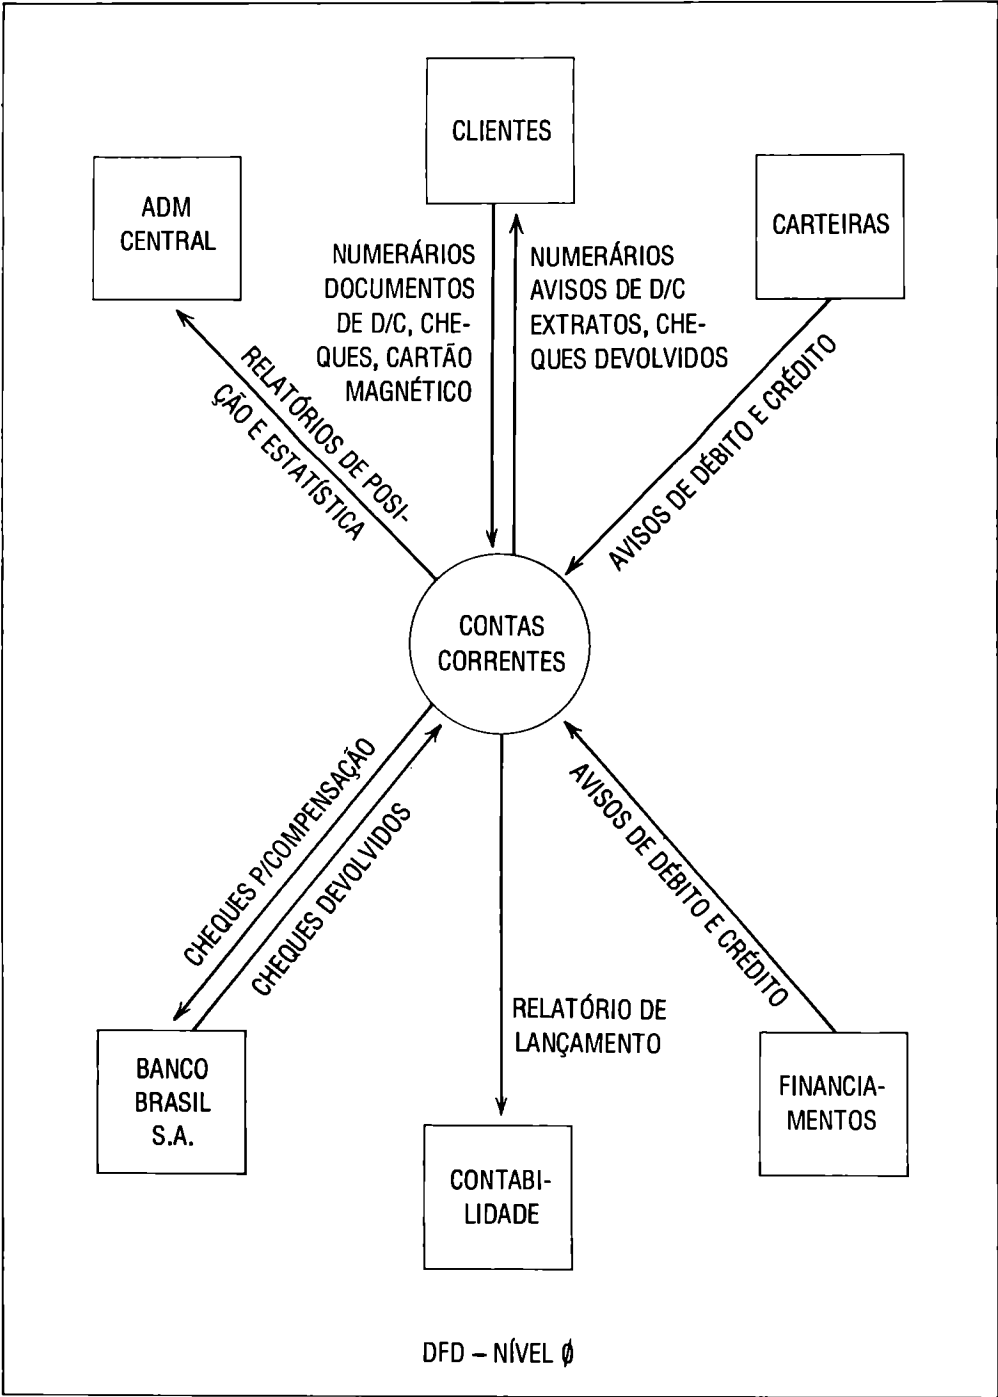 CLIENTES
ADM
CENTRAL
CARTEIRAS
NUMERÁRIOS
DOCUMENTOS
DE D/C, CHE-
QUES, CARTÃO
MAGNÉTICO
NUMERÁRIOS
AVISOS DE D/C
EXTRATOS, CHE-
QUES DEVOLVIDOS
RELATÓRIOS DE POSI-
ÇÃO E ESTATÍSTICA
AVISOS DE DÉBITO E CRÉDITO
CONTAS
CORRENTES
CHEQUES P/COMPENSAÇÃO
CHEQUES DEVOLVIDOS
AVISOS DE DÉBITO E CRÉDITO
RELATÓRIO DE
LANÇAMENTO
BANCO
BRASIL
S.A.
FINANCIA-
MENTOS
CONTABI-
LIDADE
DFD – NÍVEL Ø